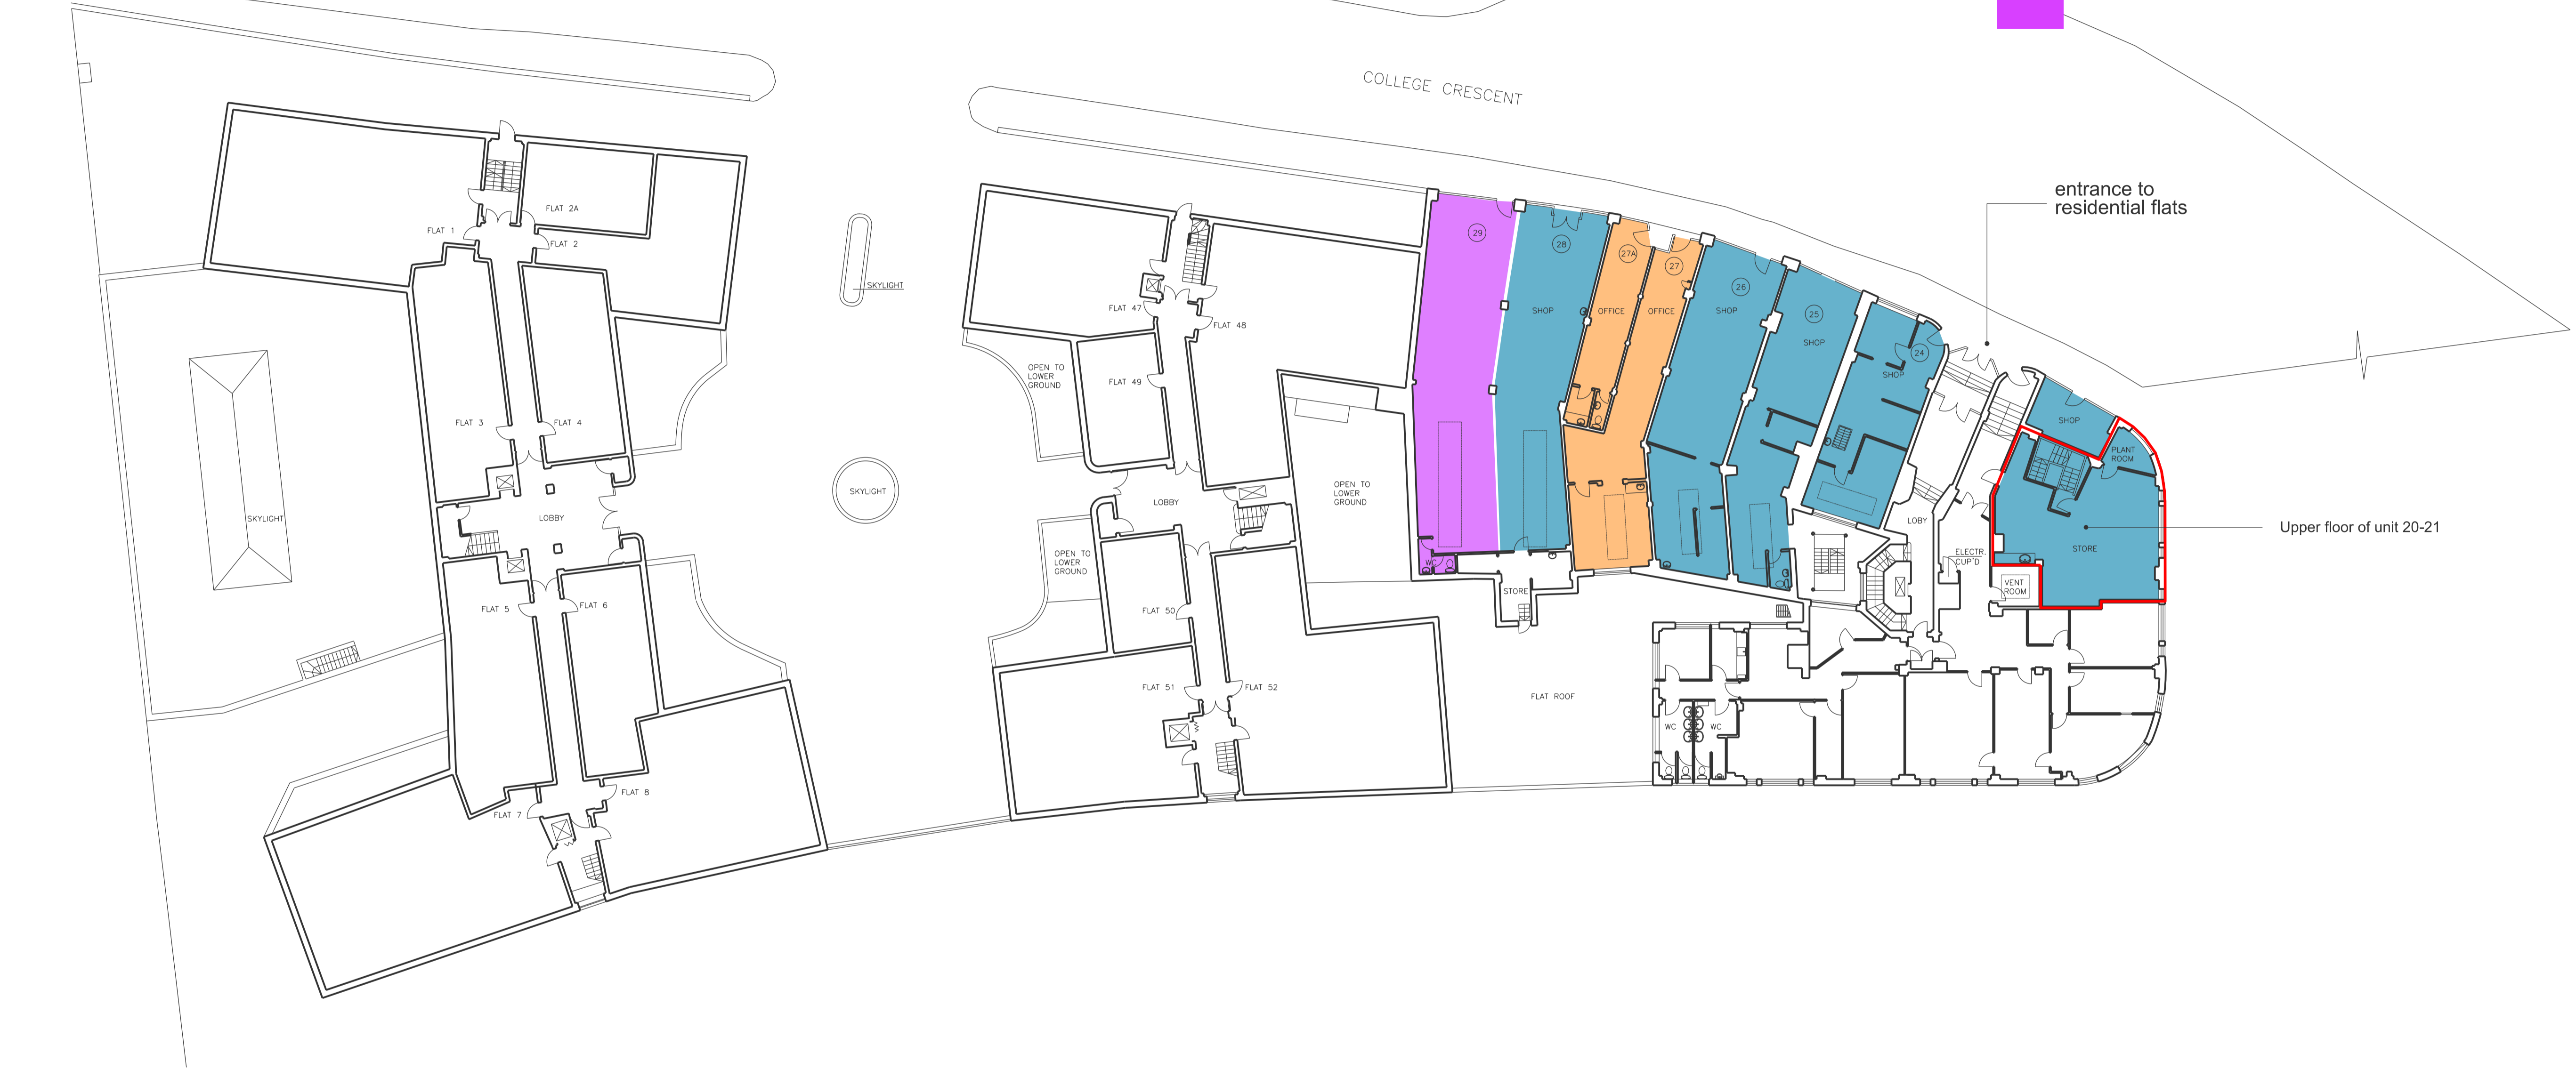 COLLEGE CRESCENT
entrance to
residential flats
FLAT 2A
FLAT 1
FLAT 2
SKYLIGHT
FLAT 3
FLAT 4
SKYLIGHT
LOBBY
SKYLIGHT
FLAT 5
FLAT 6
FLAT 7
FLAT 8
FLAT 47
FLAT 48
OPEN TO
LOWER
GROUND
FLAT 49
LOBBY
OPEN TO
LOWER
GROUND
OPEN TO
LOWER
GROUND
FLAT 50
FLAT 51
FLAT 52
29
WC
28
SHOP
STORE
27A
OFFICE
27
OFFICE
26
SHOP
25
SHOP
24
SHOP
LOBY
ELECTR.
CUP'D
VENT
ROOM
SHOP
PLANT
ROOM
STORE
Upper floor of unit 20-21
FLAT ROOF
WC
WC